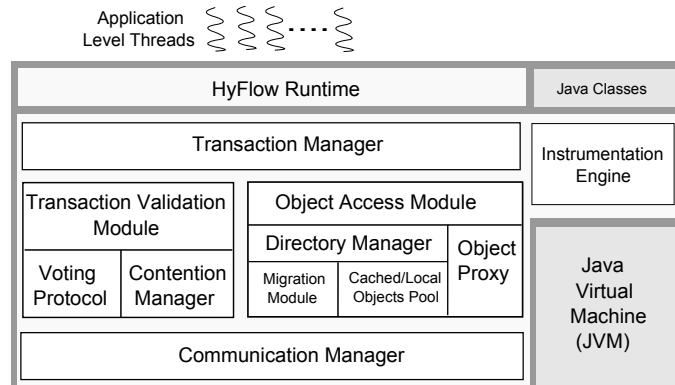 Application
Level Threads
HyFlow Runtime
Java Classes
Transaction Manager
Instrumentation
Engine
Transaction Validation
Module
Voting
Protocol
Contention
Manager
Object Access Module
Directory Manager
Migration
Module
Cached/Local
Objects Pool
Object
Proxy
Java
Virtual
Machine
(JVM)
Communication Manager